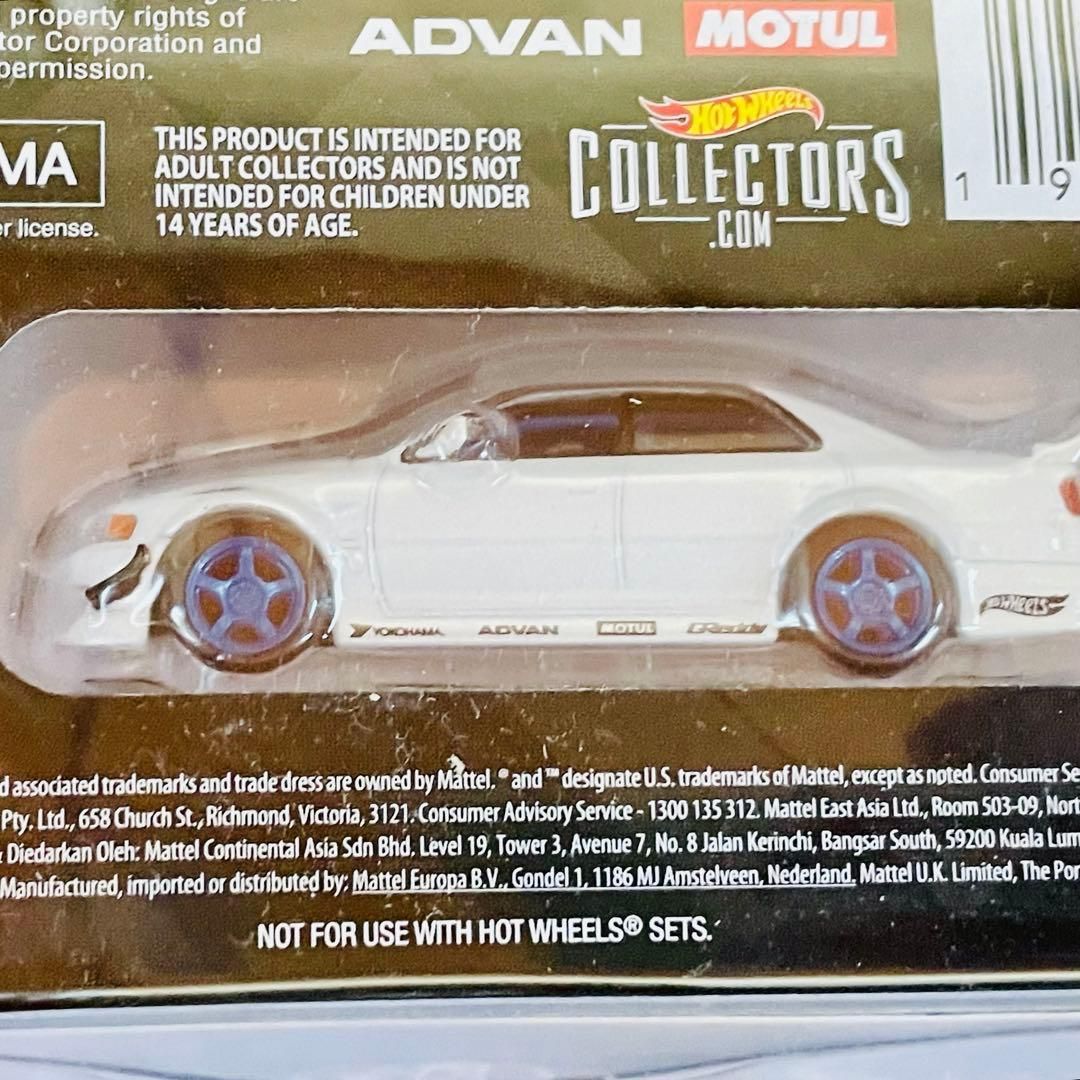 property rights of
tor Corporation and
permission.
ADVAN
MOTUL
MA
er license.
THIS PRODUCT IS INTENDED FOR
ADULT COLLECTORS AND IS NOT
INTENDED FOR CHILDREN UNDER
14 YEARS OF AGE.
Hot Wheels
COLLECTORS
.COM
1 9
YOKOHAMA ADVAN MOTUL GReddy
HOT WHEELS
d associated trademarks and trade dress are owned by Mattel. ® and ™ designate U.S. trademarks of Mattel, except as noted. Consumer Se
Pty. Ltd., 658 Church St., Richmond, Victoria, 3121. Consumer Advisory Service - 1300 135 312. Mattel East Asia Ltd., Room 503-09, Nort
Diedarkan Oleh: Mattel Continental Asia Sdn Bhd. Level 19, Tower 3, Avenue 7, No. 8 Jalan Kerinchi, Bangsar South, 59200 Kuala Lum
Manufactured, imported or distributed by: Mattel Europa B.V., Gondel 1, 1186 MJ Amstelveen, Nederland. Mattel U.K. Limited, The Por
NOT FOR USE WITH HOT WHEELS® SETS.